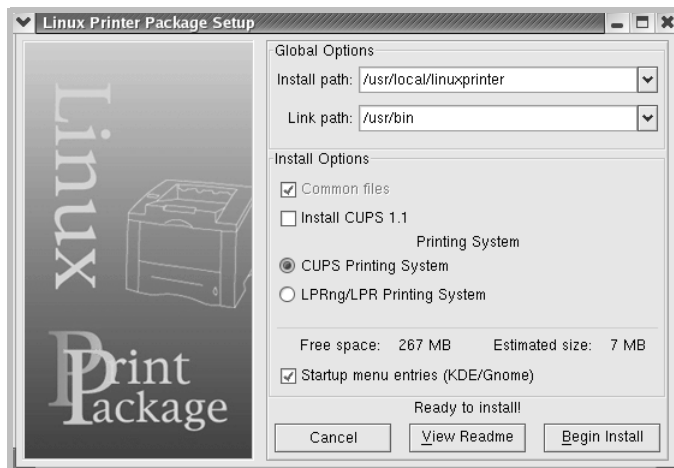 Linux Printer Package Setup
Linux
Print
Package
Global Options
Install path: /usr/local/linuxprinter
Link path: /usr/bin
Install Options
Common files
Install CUPS 1.1
Printing System
CUPS Printing System
LPRng/LPR Printing System
Free space: 267 MB Estimated size: 7 MB
Startup menu entries (KDE/Gnome)
Ready to install!
Cancel View Readme Begin Install